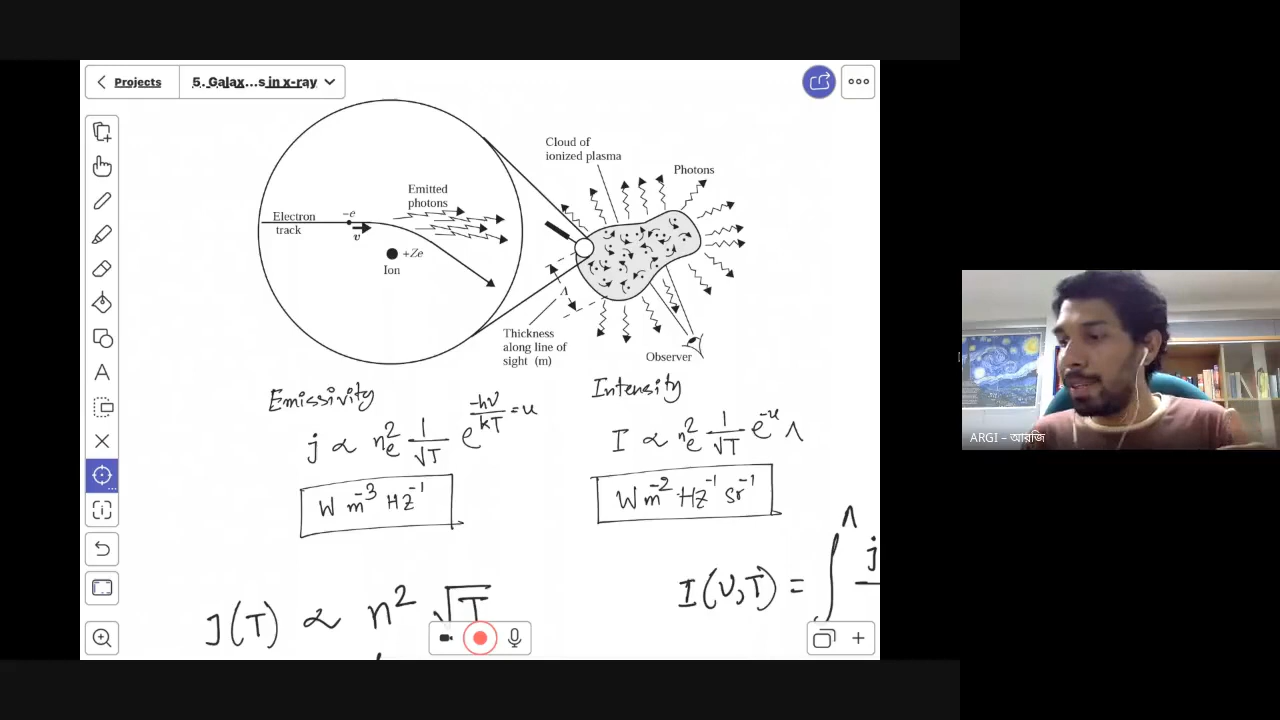 Projects
5. Galax...s in x-ray
Cloud of
ionized plasma
Photons
Emitted
photons
Electron
track
−e
v
+Ze
Ion
Λ
Thickness
along line of
sight (m)
Observer
Emissivity
j ∝ n_e^2 1/√T e^(-hν/kT) = u
W m^-3 Hz^-1
Intensity
I ∝ n_e^2 1/√T e^-u Λ
W m^-2 Hz^-1 sr^-1
J(T) ∝ n^2 √T
I(ν,T) = ∫ Λ j
ARGI – আরজি